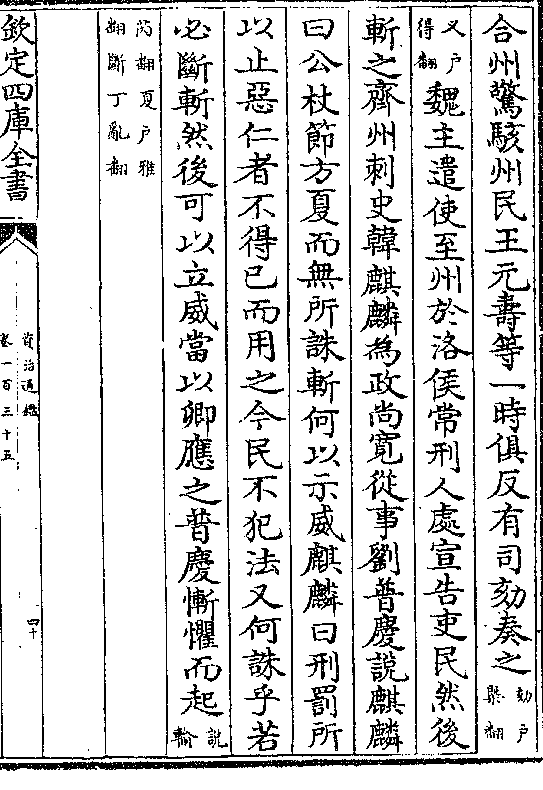 合州驚駭州民王元壽等一時俱反有司劾奏之劾戸槩翻
又戸得翻魏主遣使至州於洛侯常刑人處宣告吏民然後
斬之齊州刺史韓麒麟為政尚寛從事劉普慶說麒麟
曰公杖節方夏而無所誅斬何以示威麒麟曰刑罰所
以止惡仁者不得已而用之今民不犯法又何誅乎若
必斷斬然後可以立威當以卿應之普慶慚懼而起說輸
芮翻夏戸雅翻斷丁亂翻
欽定四庫全書
資治通鑑
卷一百三十五
四十